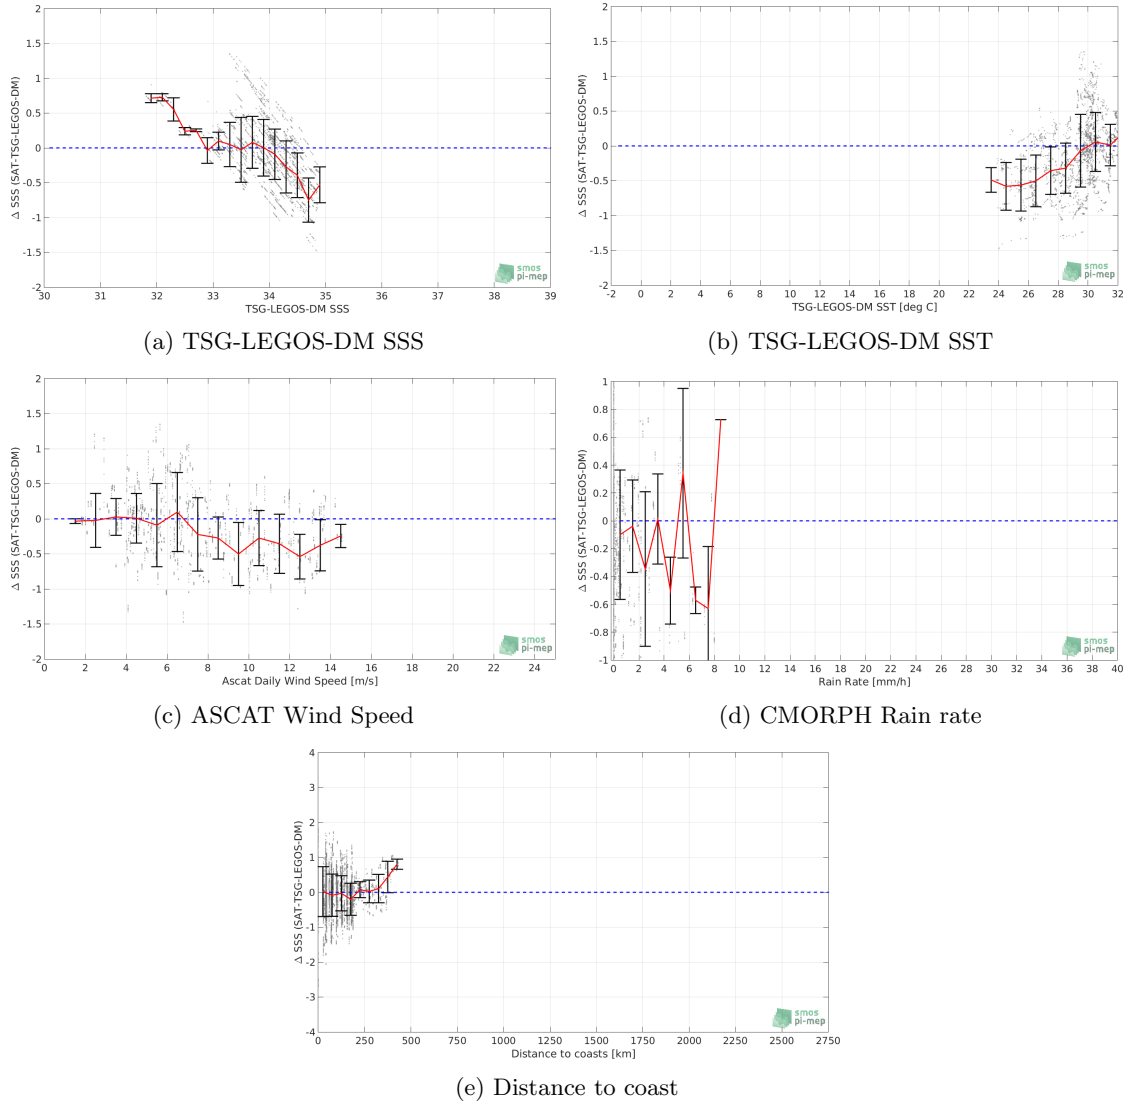 2
1.5
1
0.5
0
-0.5
-1
-1.5
-2
Δ SSS (SAT-TSG-LEGOS-DM)
30 31 32 33 34 35 36 37 38 39
TSG-LEGOS-DM SSS
smos
pi-mep
(a) TSG-LEGOS-DM SSS
2
1.5
1
0.5
0
-0.5
-1
-1.5
-2
Δ SSS (SAT-TSG-LEGOS-DM)
-2 0 2 4 6 8 10 12 14 16 18 20 22 24 26 28 30 32
TSG-LEGOS-DM SST [deg C]
smos
pi-mep
(b) TSG-LEGOS-DM SST
2
1.5
1
0.5
0
-0.5
-1
-1.5
-2
Δ SSS (SAT-TSG-LEGOS-DM)
0 2 4 6 8 10 12 14 16 18 20 22 24
Ascat Daily Wind Speed [m/s]
smos
pi-mep
(c) ASCAT Wind Speed
1
0.8
0.6
0.4
0.2
0
-0.2
-0.4
-0.6
-0.8
-1
Δ SSS (SAT-TSG-LEGOS-DM)
0 2 4 6 8 10 12 14 16 18 20 22 24 26 28 30 32 34 36 38 40
Rain Rate [mm/h]
smos
pi-mep
(d) CMORPH Rain rate
4
3
2
1
0
-1
-2
-3
-4
Δ SSS (SAT-TSG-LEGOS-DM)
0 250 500 750 1000 1250 1500 1750 2000 2250 2500 2750
Distance to coasts [km]
smos
pi-mep
(e) Distance to coast